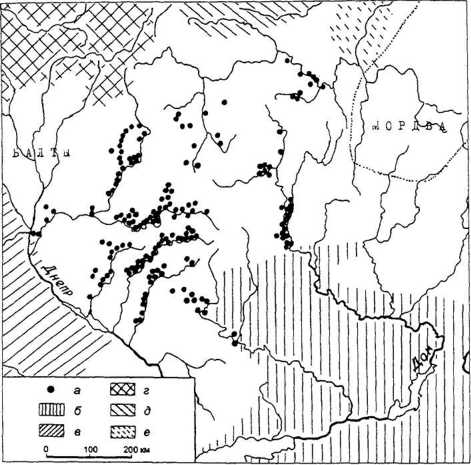 МОРДВА
БАЛТЫ
Днепр
Дон
а г
б д
в е
0 100 200 км